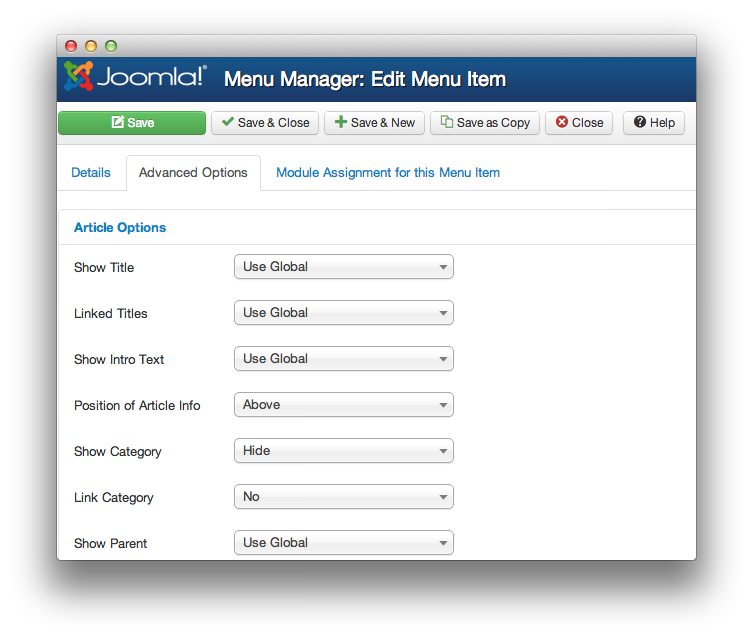 Joomla!® Menu Manager: Edit Menu Item
Save Save & Close Save & New Save as Copy Close Help
Details Advanced Options Module Assignment for this Menu Item
Article Options
Show Title Use Global
Linked Titles Use Global
Show Intro Text Use Global
Position of Article Info Above
Show Category Hide
Link Category No
Show Parent Use Global